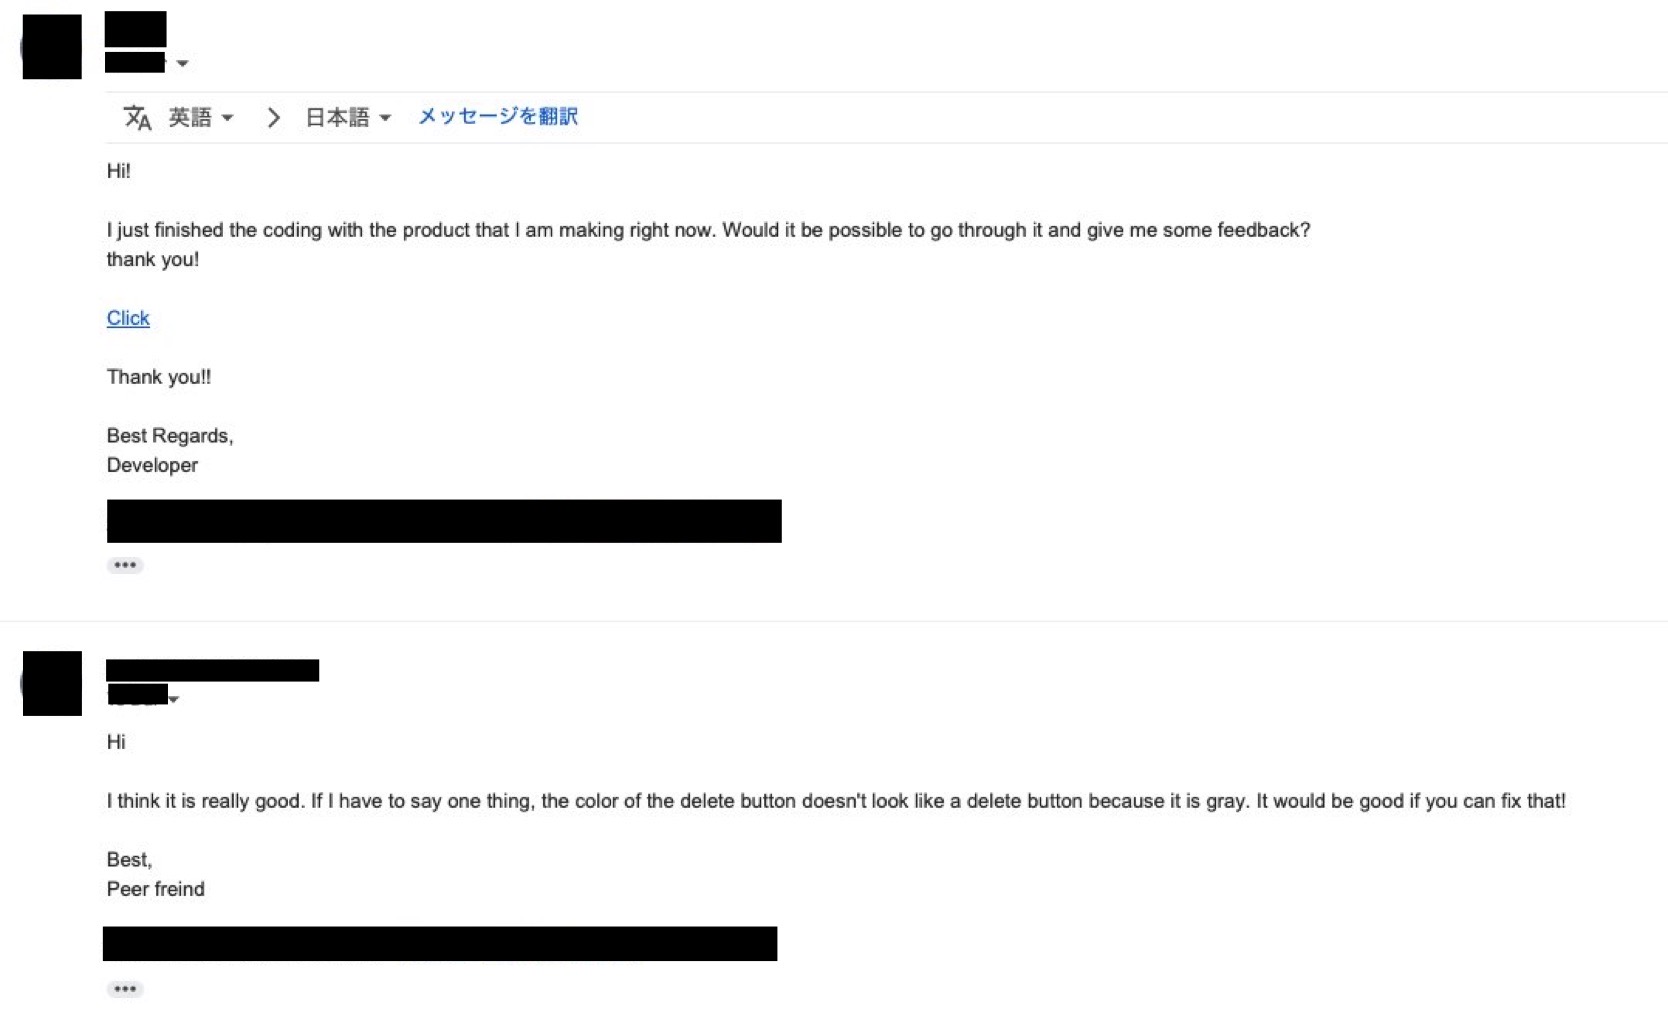 英語
日本語
メッセージを翻訳
Hi!
I just finished the coding with the product that I am making right now. Would it be possible to go through it and give me some feedback?
thank you!
Click
Thank you!!
Best Regards,
Developer
Hi
I think it is really good. If I have to say one thing, the color of the delete button doesn't look like a delete button because it is gray. It would be good if you can fix that!
Best,
Peer freind